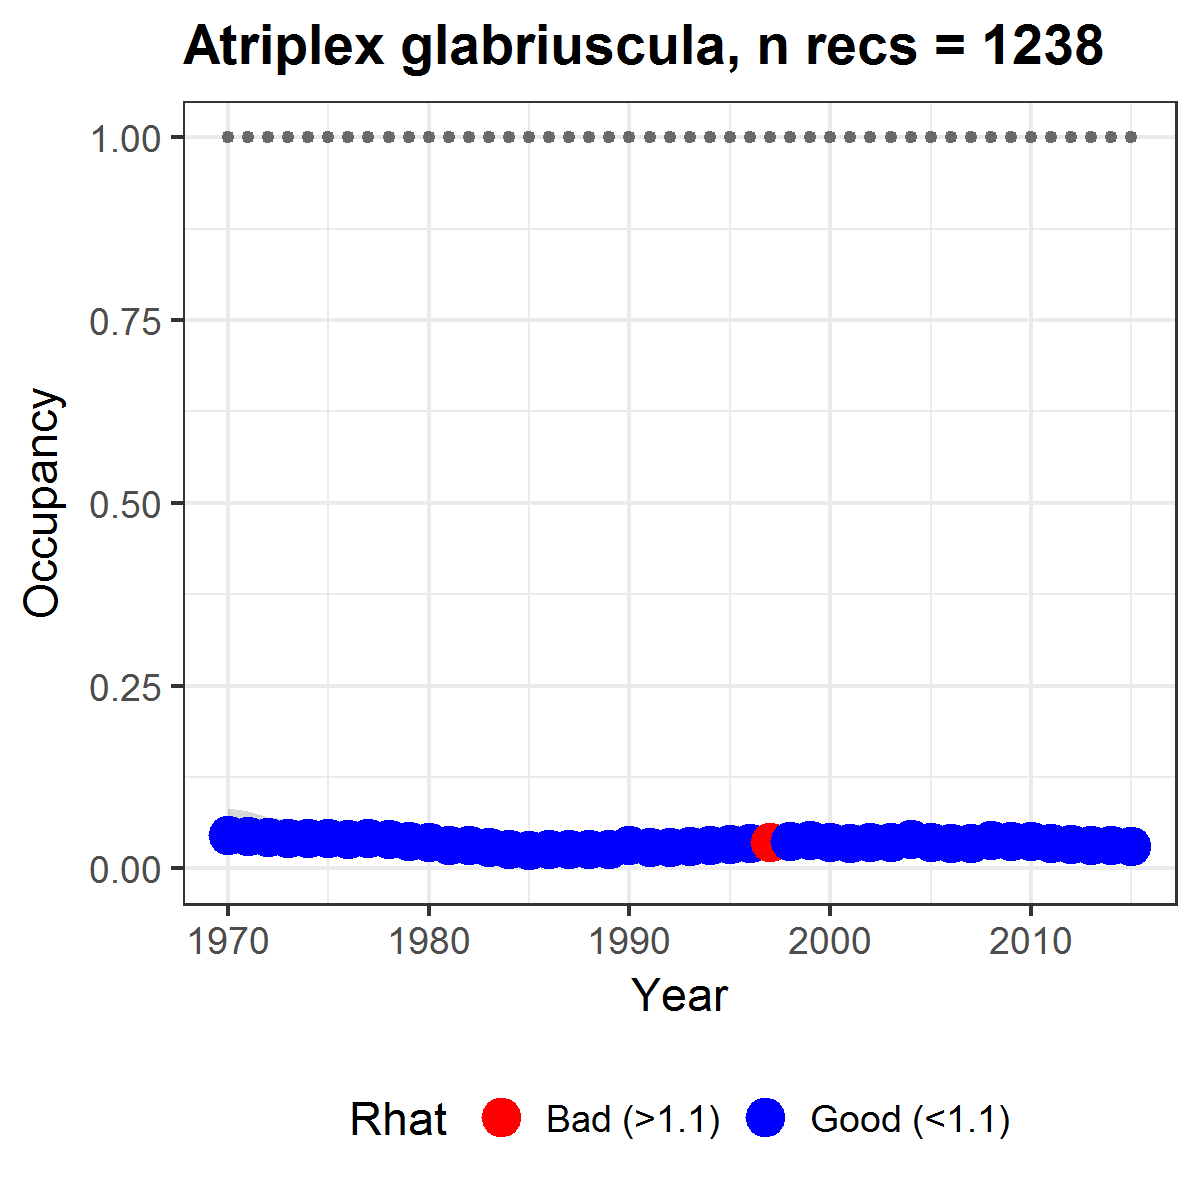 Atriplex glabriuscula, n recs = 1238
1.00
0.75
0.50
0.25
0.00
Occupancy
1970 1980 1990 2000 2010
Year
Rhat Bad (>1.1) Good (<1.1)